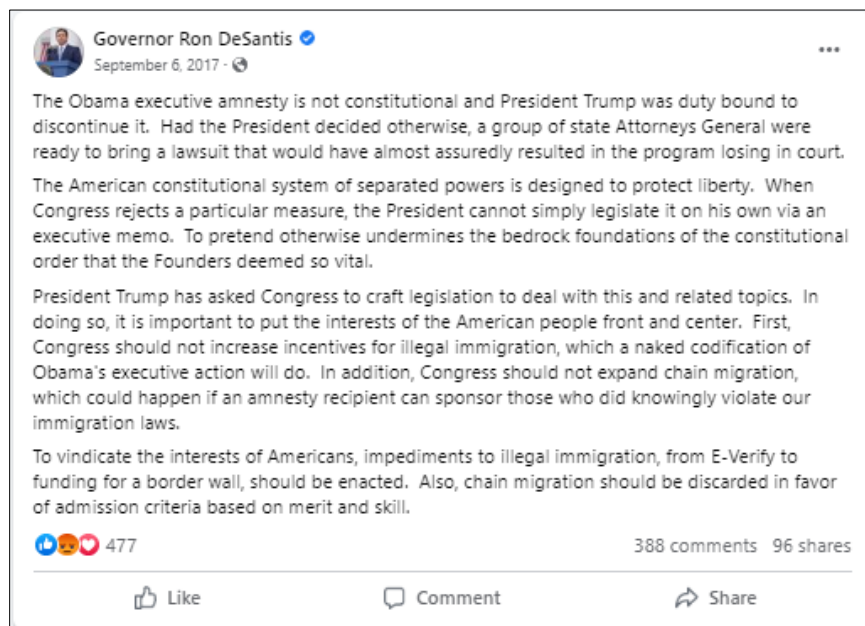 Governor Ron DeSantis
September 6, 2017 ·
The Obama executive amnesty is not constitutional and President Trump was duty bound to
discontinue it.  Had the President decided otherwise, a group of state Attorneys General were
ready to bring a lawsuit that would have almost assuredly resulted in the program losing in court.
The American constitutional system of separated powers is designed to protect liberty.  When
Congress rejects a particular measure, the President cannot simply legislate it on his own via an
executive memo.  To pretend otherwise undermines the bedrock foundations of the constitutional
order that the Founders deemed so vital.
President Trump has asked Congress to craft legislation to deal with this and related topics.  In
doing so, it is important to put the interests of the American people front and center.  First,
Congress should not increase incentives for illegal immigration, which a naked codification of
Obama's executive action will do.  In addition, Congress should not expand chain migration,
which could happen if an amnesty recipient can sponsor those who did knowingly violate our
immigration laws.
To vindicate the interests of Americans, impediments to illegal immigration, from E-Verify to
funding for a border wall, should be enacted.  Also, chain migration should be discarded in favor
of admission criteria based on merit and skill.
477 388 comments 96 shares
Like Comment Share